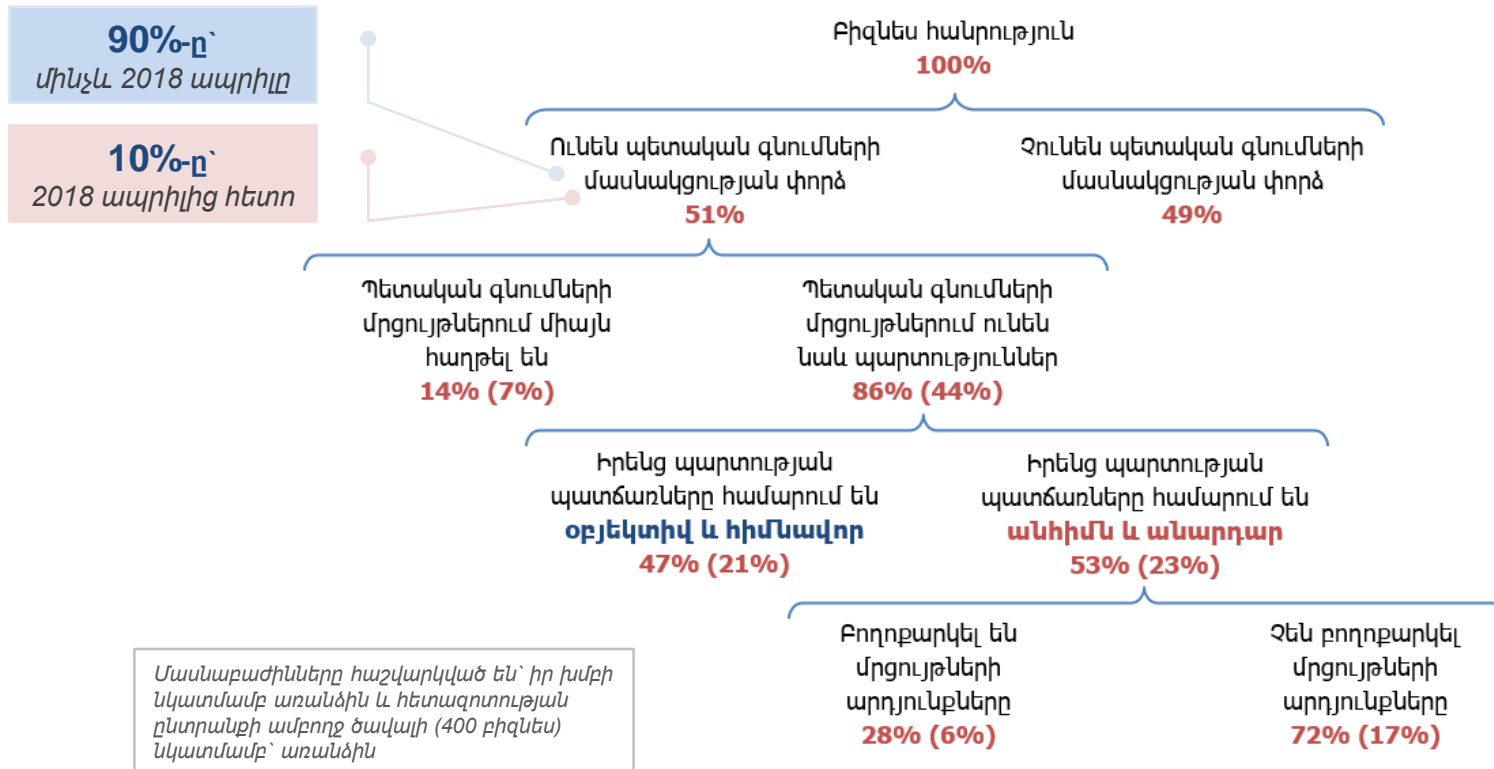 90%-ը՝
մինչև 2018 ապրիլը
10%-ը՝
2018 ապրիլից հետո
Բիզնես հանրություն
100%
Ունեն պետական գնումների
մասնակցության փորձ
51%
Չունեն պետական գնումների
մասնակցության փորձ
49%
Պետական գնումների
մրցույթներում միայն
հաղթել են
14% (7%)
Պետական գնումների
մրցույթներում ունեն
նաև պարտություններ
86% (44%)
Իրենց պարտության
պատճառները համարում են
օբյեկտիվ և հիմնավոր
47% (21%)
Իրենց պարտության
պատճառները համարում են
անհիմն և անարդար
53% (23%)
Բողոքարկել են
մրցույթների
արդյունքները
28% (6%)
Չեն բողոքարկել
մրցույթների
արդյունքները
72% (17%)
Մասնաբաժինները հաշվարկված են՝ իր խմբի
նկատմամբ առանձին և հետազոտության
ընտրանքի ամբողջ ծավալի (400 բիզնես)
նկատմամբ՝ առանձին